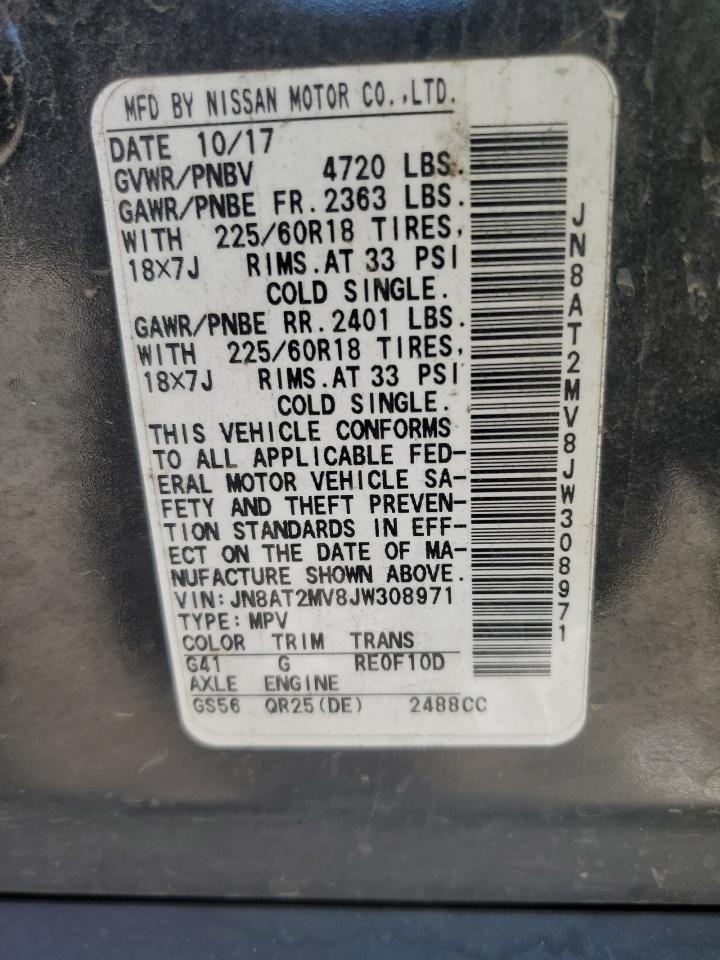 MFD BY NISSAN MOTOR CO.,LTD.
DATE 10/17
GVWR/PNBV 4720 LBS.
GAWR/PNBE FR.2363 LBS.
WITH 225/60R18 TIRES,
18X7J RIMS.AT 33 PSI
COLD SINGLE.
GAWR/PNBE RR.2401 LBS.
WITH 225/60R18 TIRES,
18X7J RIMS.AT 33 PSI
COLD SINGLE.
THIS VEHICLE CONFORMS
TO ALL APPLICABLE FED-
ERAL MOTOR VEHICLE SA-
FETY AND THEFT PREVEN-
TION STANDARDS IN EFF-
ECT ON THE DATE OF MA-
NUFACTURE SHOWN ABOVE.
VIN:JN8AT2MV8JW308971
TYPE:MPV
COLOR TRIM TRANS
G41 G RE0F10D
AXLE ENGINE
GS56 QR25(DE) 2488CC
JN8AT2MV8JW308971